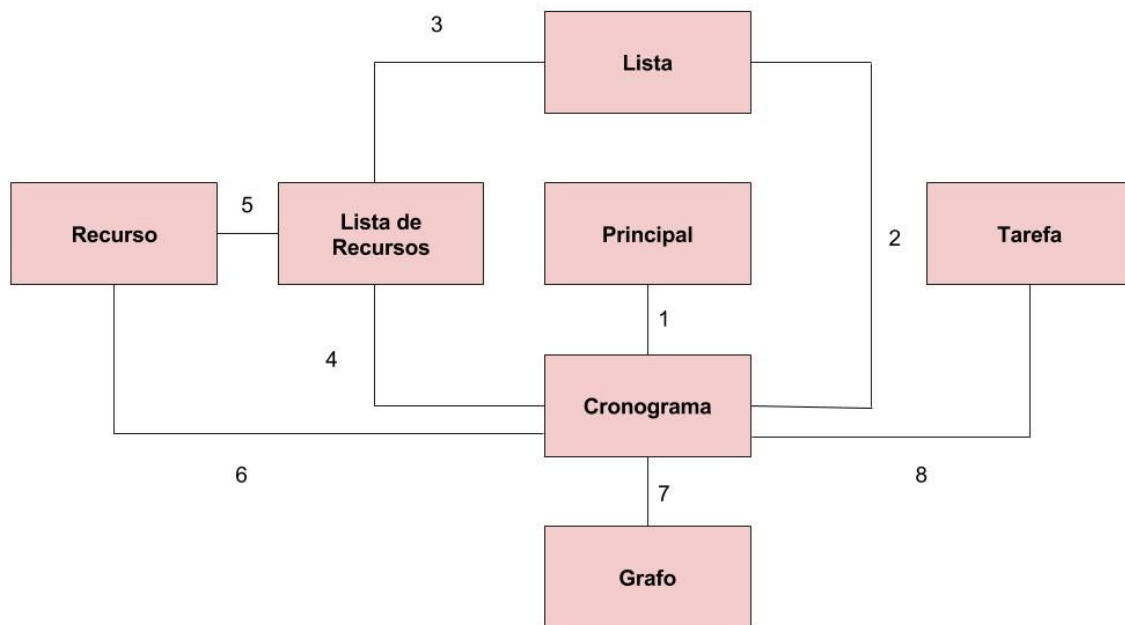 3
Lista
5
Recurso
Lista de
Recursos
Principal
2
Tarefa
1
4
Cronograma
6
7
8
Grafo